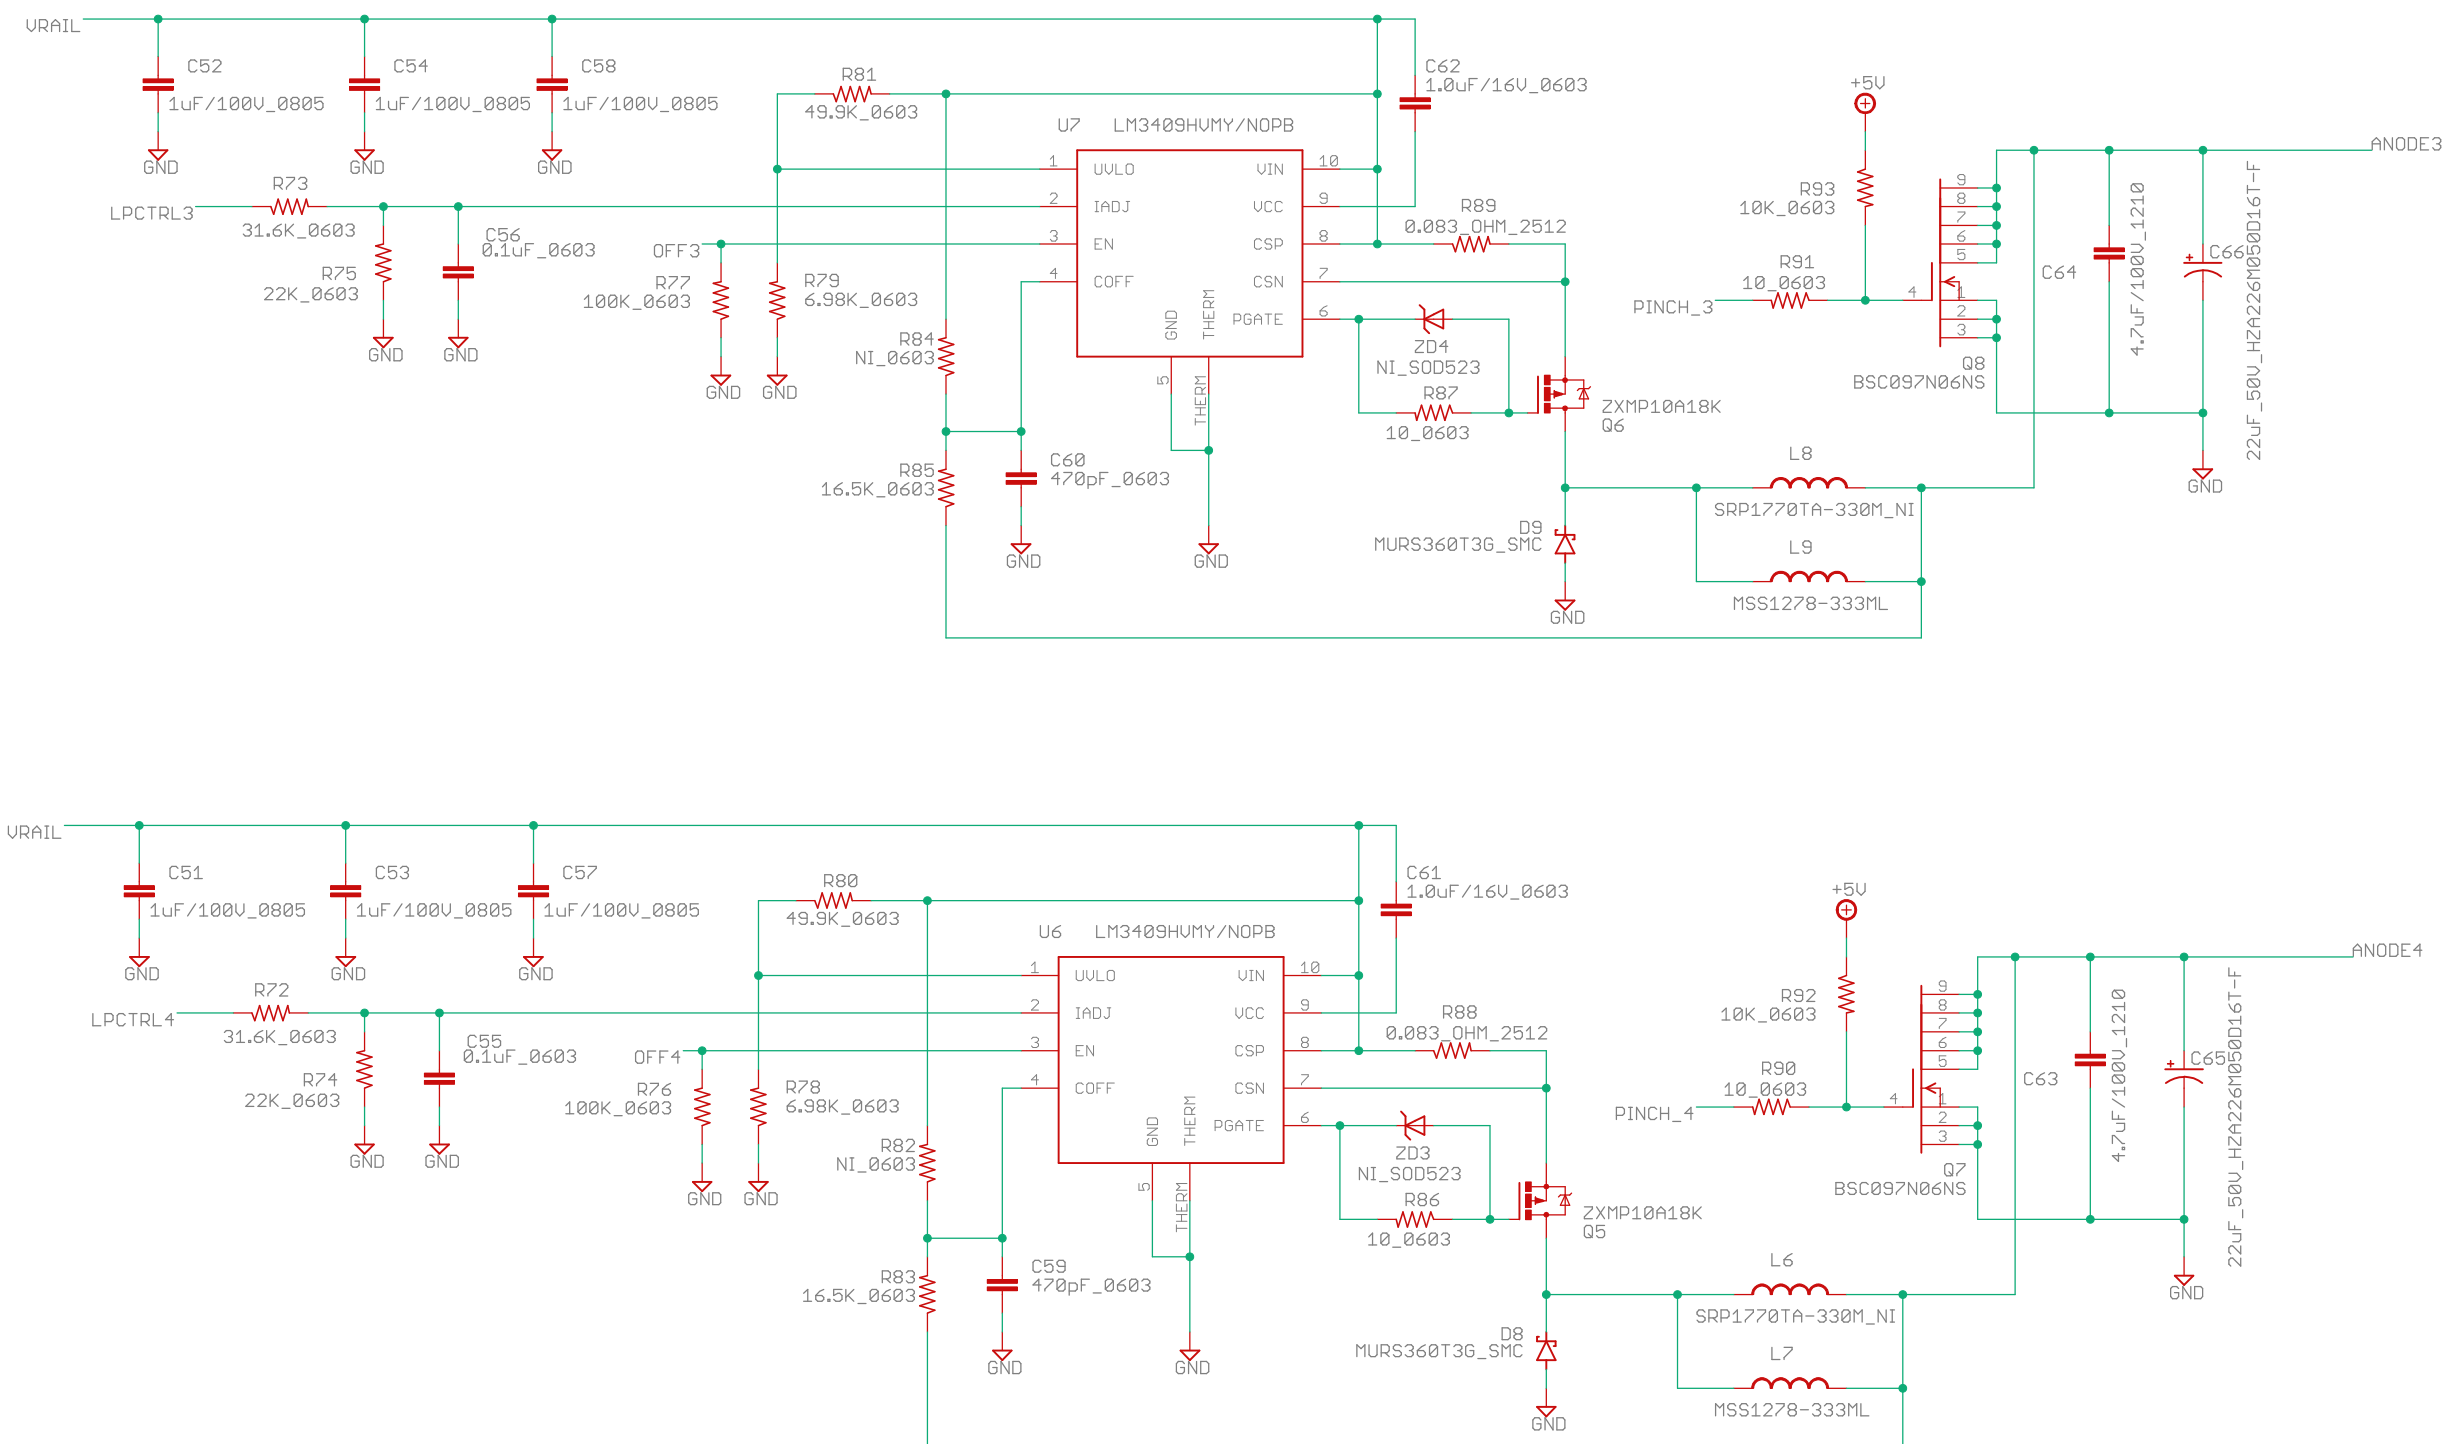 VRAIL
C52
1uF/100V_0805
C54
1uF/100V_0805
C58
1uF/100V_0805
GND
GND
GND
R81
49.9K_0603
C62
1.0uF/16V_0603
U7
LM3409HVMY/NOPB
1
UVLO
2
IADJ
3
EN
4
COFF
VIN
10
VCC
9
CSP
8
CSN
7
PGATE
6
GND
THERM
5
THERM
LPCTRL3
R73
31.6K_0603
R75
22K_0603
C56
0.1uF_0603
GND
GND
OFF3
R77
100K_0603
R79
6.98K_0603
GND
GND
R84
NI_0603
R85
16.5K_0603
C60
470pF_0603
GND
GND
R89
0.083_OHM_2512
ZD4
NI_SOD523
R87
10_0603
ZXMP10A18K
Q6
D9
MURS360T3G_SMC
GND
L8
SRP1770TA-330M_NI
L9
MSS1278-333ML
+5V
R93
10K_0603
R91
10_0603
PINCH_3
9
8
7
6
5
4
1
2
3
Q8
BSC097N06NS
C64
4.7uF/100V_1210
C66
22uF_50V_HZA226M050D16T-F
GND
ANODE3
VRAIL
C51
1uF/100V_0805
C53
1uF/100V_0805
C57
1uF/100V_0805
GND
GND
GND
R80
49.9K_0603
C61
1.0uF/16V_0603
U6
LM3409HVMY/NOPB
1
UVLO
2
IADJ
3
EN
4
COFF
VIN
10
VCC
9
CSP
8
CSN
7
PGATE
6
GND
THERM
5
THERM
LPCTRL4
R72
31.6K_0603
R74
22K_0603
C55
0.1uF_0603
GND
GND
OFF4
R76
100K_0603
R78
6.98K_0603
GND
GND
R82
NI_0603
R83
16.5K_0603
C59
470pF_0603
GND
GND
R88
0.083_OHM_2512
ZD3
NI_SOD523
R86
10_0603
ZXMP10A18K
Q5
D8
MURS360T3G_SMC
GND
L6
SRP1770TA-330M_NI
L7
MSS1278-333ML
+5V
R92
10K_0603
R90
10_0603
PINCH_4
9
8
7
6
5
4
1
2
3
Q7
BSC097N06NS
C63
4.7uF/100V_1210
C65
22uF_50V_HZA226M050D16T-F
GND
ANODE4